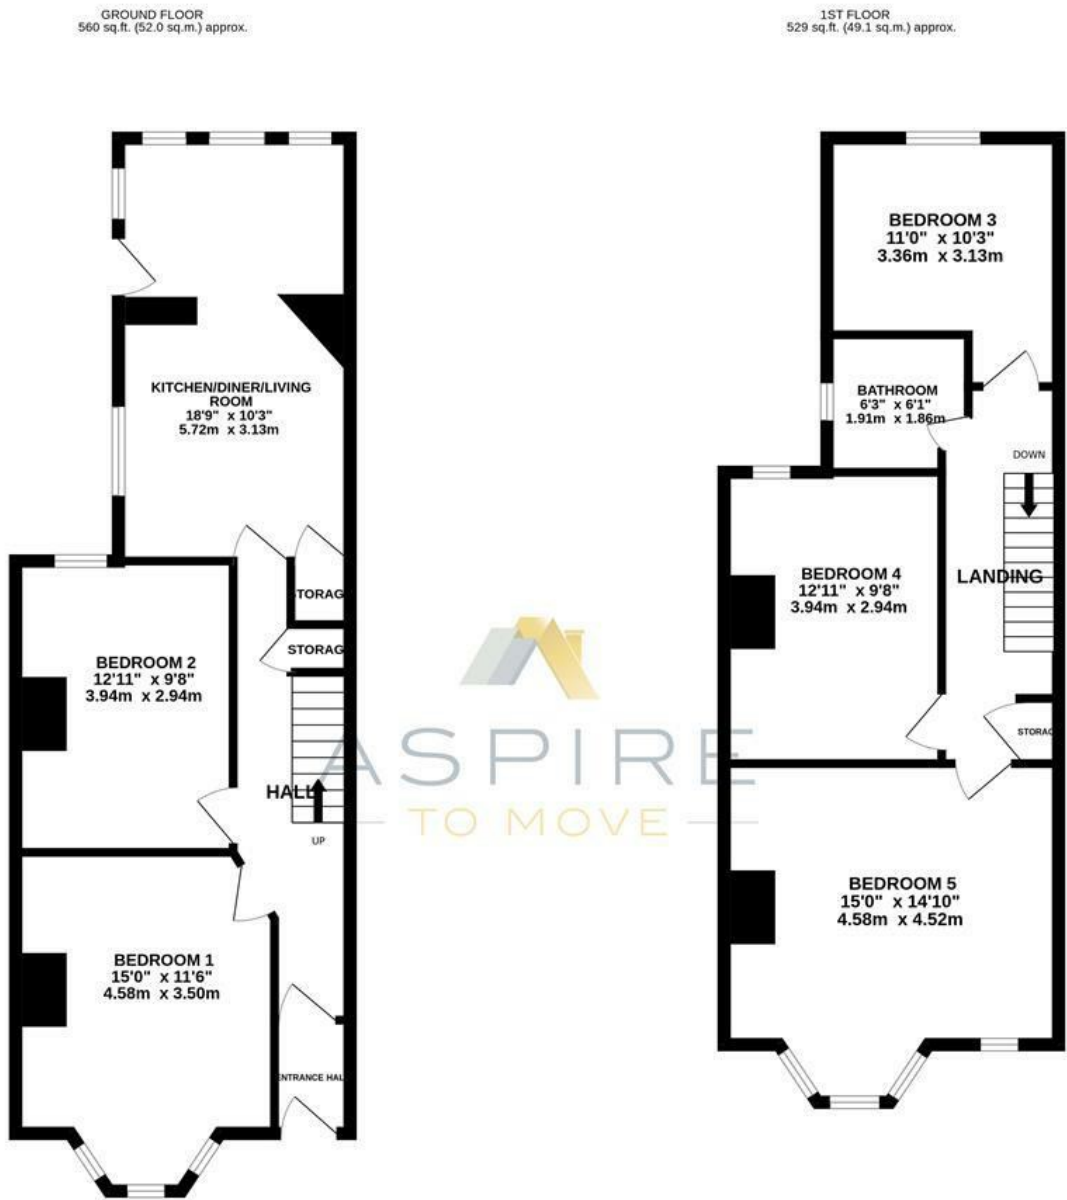 GROUND FLOOR
560 sq.ft. (52.0 sq.m.) approx.
1ST FLOOR
529 sq.ft. (49.1 sq.m.) approx.
KITCHEN/DINER/LIVING
ROOM
18'9" x 10'3"
5.72m x 3.13m
STORAG
STORAG
BEDROOM 2
12'11" x 9'8"
3.94m x 2.94m
HALL
UP
BEDROOM 1
15'0" x 11'6"
4.58m x 3.50m
ENTRANCE HAL
BEDROOM 3
11'0" x 10'3"
3.36m x 3.13m
BATHROOM
6'3" x 6'1"
1.91m x 1.86m
DOWN
BEDROOM 4
12'11" x 9'8"
3.94m x 2.94m
LANDING
STORAG
BEDROOM 5
15'0" x 14'10"
4.58m x 4.52m
ASPIRE
TO MOVE